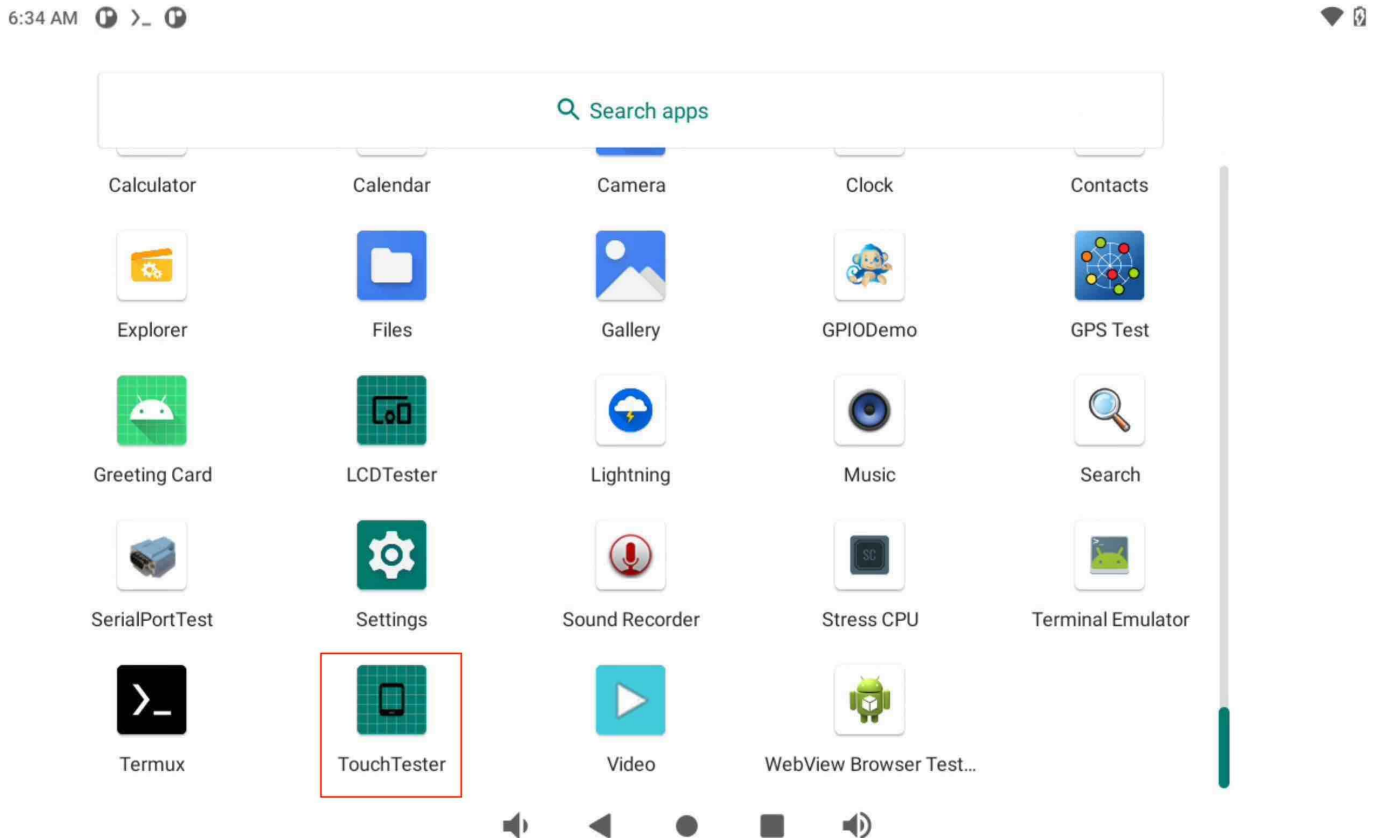 6:34 AM
Search apps
Calculator Calendar Camera Clock Contacts
Explorer Files Gallery GPIODemo GPS Test
Greeting Card LCDTester Lightning Music Search
SC
SerialPortTest Settings Sound Recorder Stress CPU Terminal Emulator
Termux TouchTester Video WebView Browser Test…